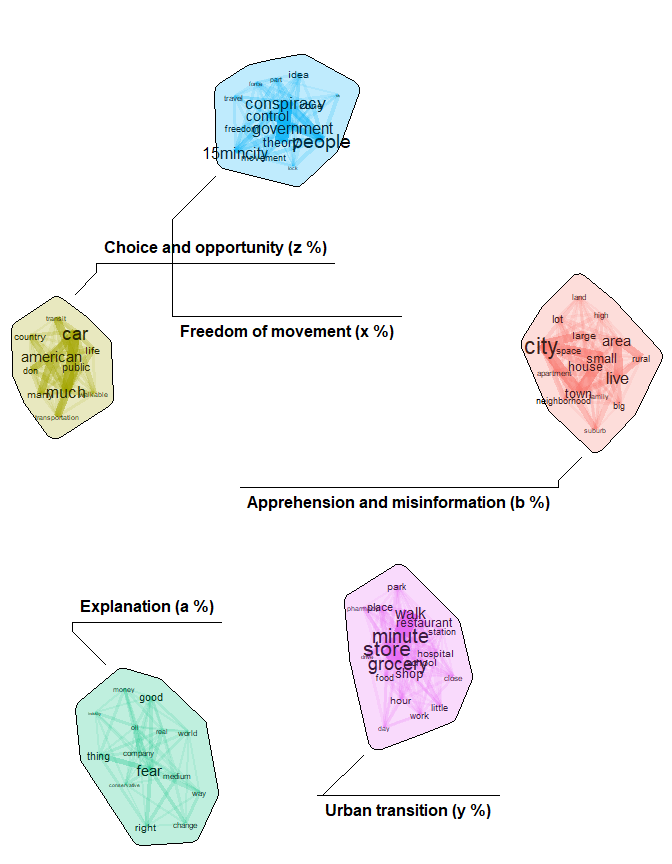 idea
part
force
travel
conspiracy
zone
control
freedom
government
theory
people
15mincity
movement
lock
Choice and opportunity (z %)
Freedom of movement (x %)
transit
country
car
american
life
don
public
many
much
walkable
transportation
land
lot
high
city
large
area
space
small
rural
house
apartment
live
town
family
neighborhood
big
suburb
Apprehension and misinformation (b %)
Explanation (a %)
park
place
walk
restaurant
minute
station
store
hospital
grocery
school
food
shop
close
hour
little
work
day
money
good
oil
real
world
thing
company
fear
medium
conservative
way
right
change
Urban transition (y %)